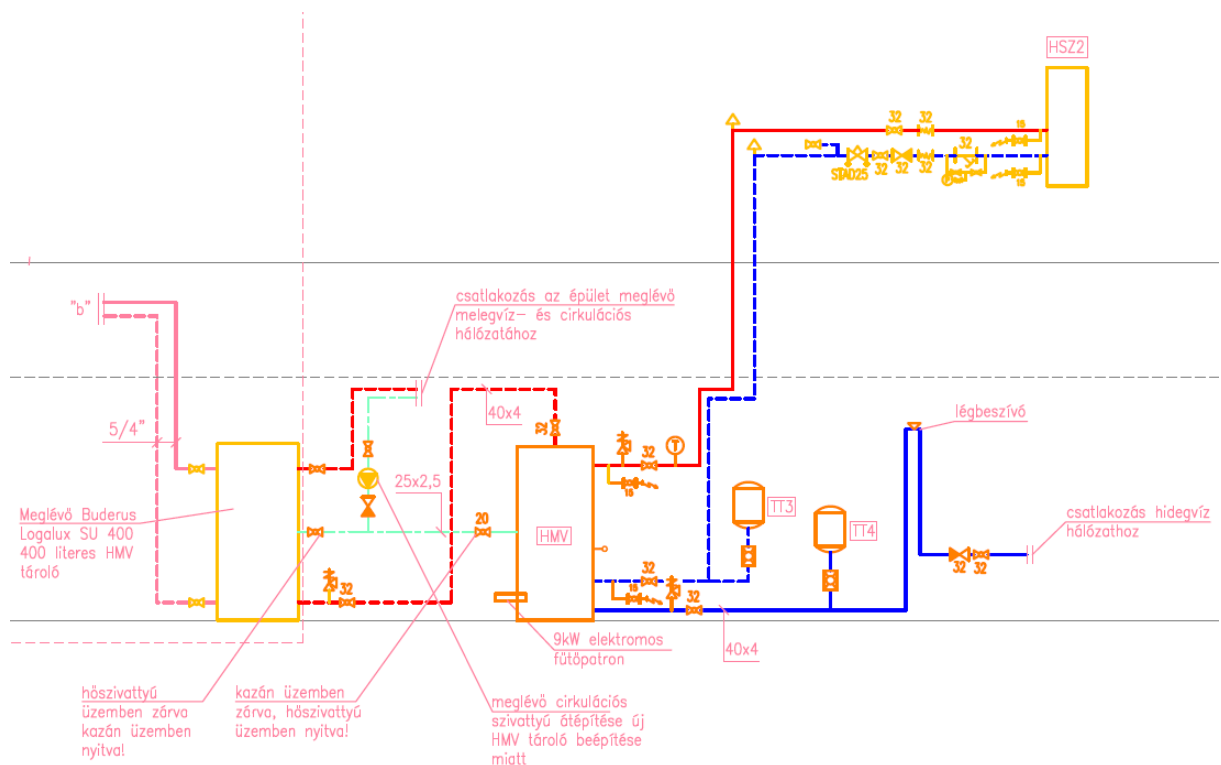 HSZ2
32
32
15
32
STAD25
32
32
15
"b"
csatlakozás az épület meglévő
melegvíz- és cirkulációs
hálózatához
40x4
32
légbeszívó
5/4"
32
T
15
25x2,5
Meglévő Buderus
Logalux SU 400
400 literes HMV
tároló
20
HMV
TT3
TT4
csatlakozás hidegvíz
hálózathoz
32
32
32
32
15
32
9kW elektromos
fűtőpatron
40x4
hőszivattyú
üzemben zárva
kazán üzemben
nyitva!
kazán üzemben
zárva, hőszivattyú
üzemben nyitva!
meglévő cirkulációs
szivattyú átépítése új
HMV tároló beépítése
miatt